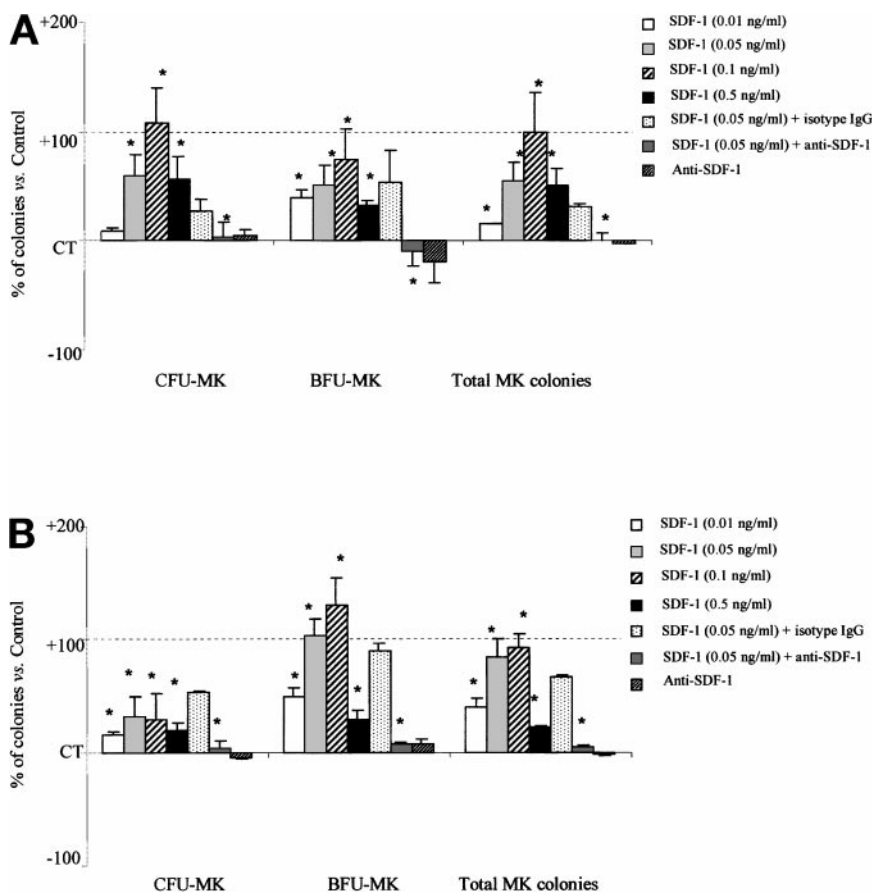 A
% of colonies vs. Control
+200
+100
CT
-100
CFU-MK
BFU-MK
Total MK colonies
* * * * * * * * * * * * * *
SDF-1 (0.01 ng/ml)
SDF-1 (0.05 ng/ml)
SDF-1 (0.1 ng/ml)
SDF-1 (0.5 ng/ml)
SDF-1 (0.05 ng/ml) + isotype IgG
SDF-1 (0.05 ng/ml) + anti-SDF-1
Anti-SDF-1
B
% of colonies vs. Control
+200
+100
CT
-100
CFU-MK
BFU-MK
Total MK colonies
* * * * * * * * * * * * * * *
SDF-1 (0.01 ng/ml)
SDF-1 (0.05 ng/ml)
SDF-1 (0.1 ng/ml)
SDF-1 (0.5 ng/ml)
SDF-1 (0.05 ng/ml) + isotype IgG
SDF-1 (0.05 ng/ml) + anti-SDF-1
Anti-SDF-1